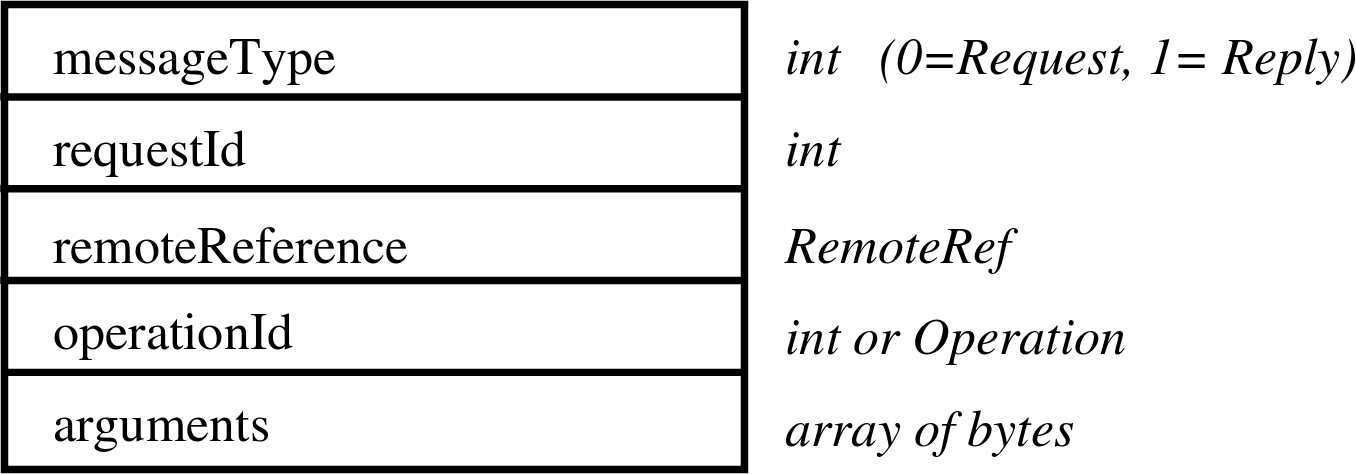 messageType int (0=Request, 1= Reply)
requestId int
remoteReference RemoteRef
operationId int or Operation
arguments array of bytes